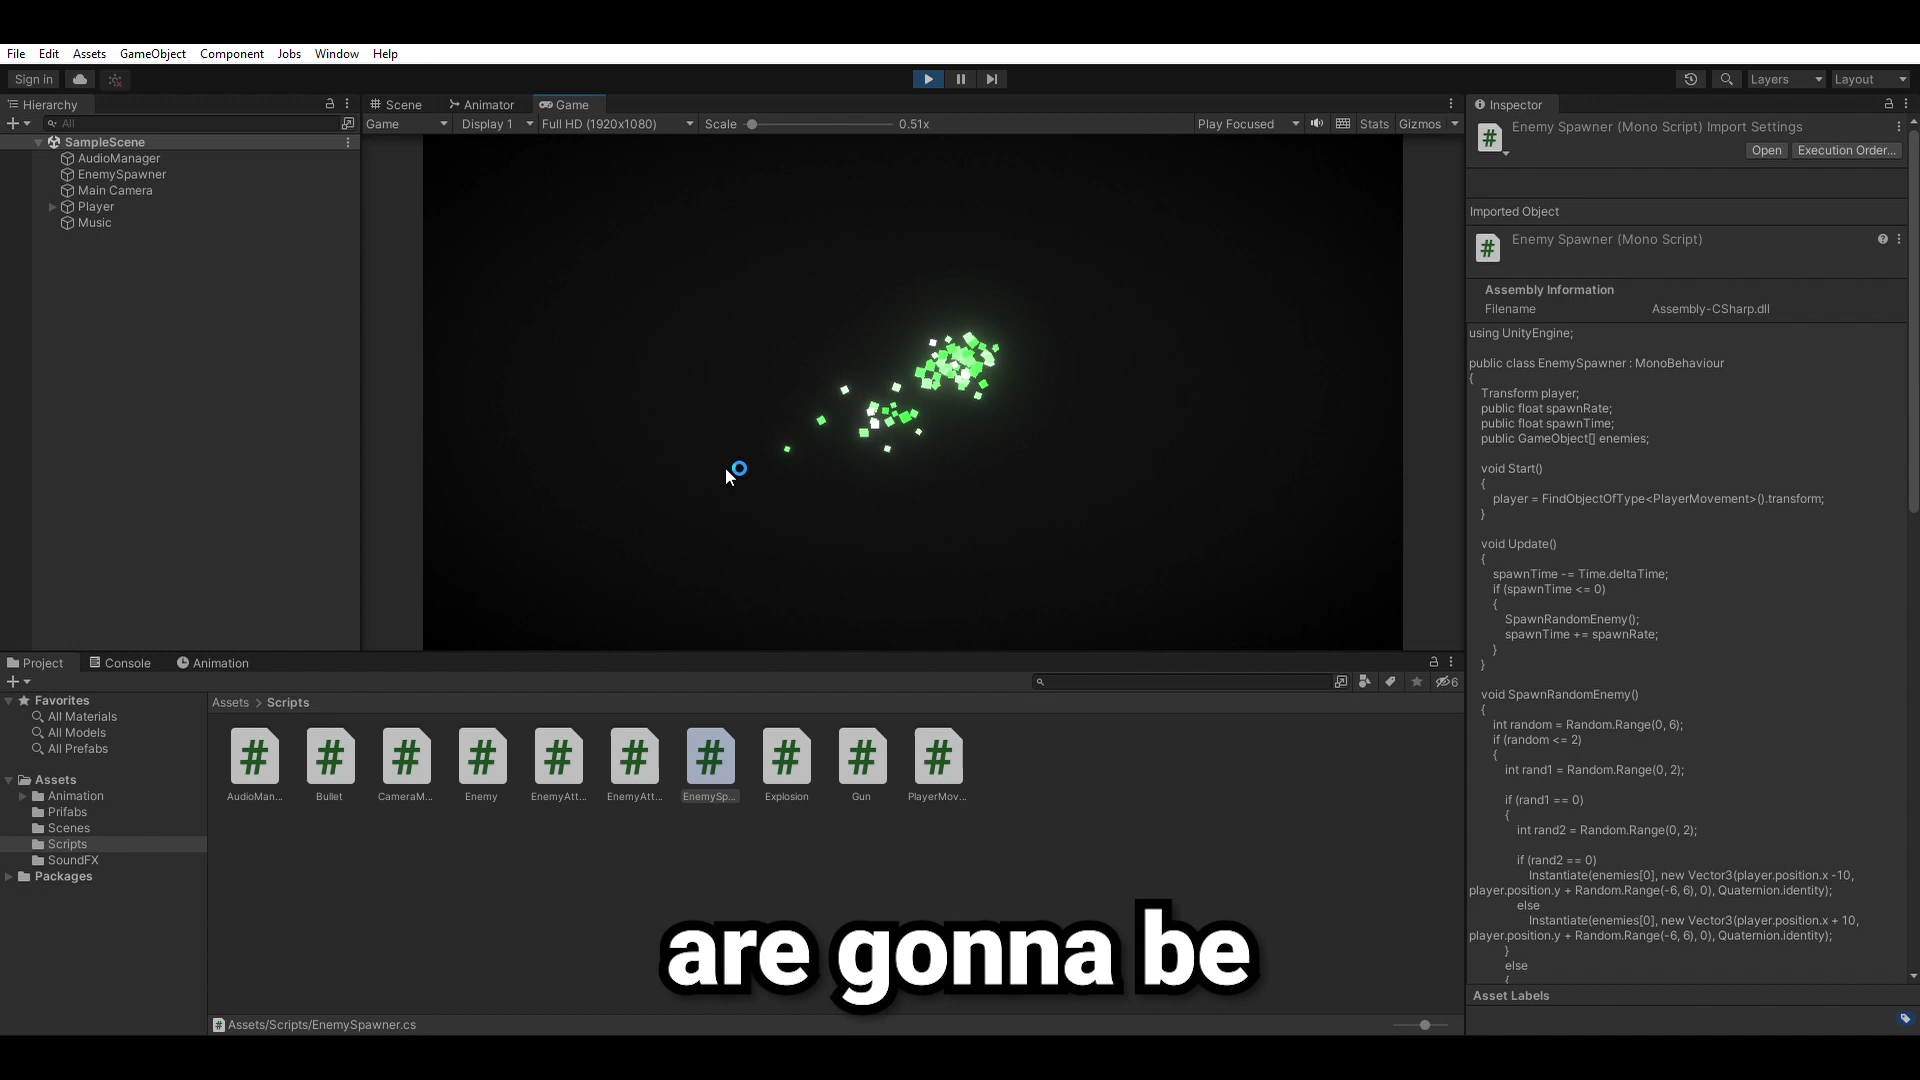 File Edit Assets GameObject Component Jobs Window Help
Sign in
Layers
Layout
Hierarchy
All
SampleScene
AudioManager
EnemySpawner
Main Camera
Player
Music
Scene Animator Game
Game Display 1 Full HD (1920x1080) Scale 0.51x Play Focused Stats Gizmos
Inspector
Enemy Spawner (Mono Script) Import Settings
Open Execution Order...
Imported Object
Enemy Spawner (Mono Script)
Assembly Information
Filename Assembly-CSharp.dll
using UnityEngine;
public class EnemySpawner : MonoBehaviour
{
Transform player;
public float spawnRate;
public float spawnTime;
public GameObject[] enemies;
void Start()
{
player = FindObjectOfType<PlayerMovement>().transform;
}
void Update()
{
spawnTime -= Time.deltaTime;
if (spawnTime <= 0)
{
SpawnRandomEnemy();
spawnTime += spawnRate;
}
}
void SpawnRandomEnemy()
{
int random = Random.Range(0, 6);
if (random <= 2)
{
int rand1 = Random.Range(0, 2);
if (rand1 == 0)
{
int rand2 = Random.Range(0, 2);
if (rand2 == 0)
Instantiate(enemies[0], new Vector3(player.position.x -10,
player.position.y + Random.Range(-6, 6), 0), Quaternion.identity);
else
Instantiate(enemies[0], new Vector3(player.position.x + 10,
player.position.y + Random.Range(-6, 6), 0), Quaternion.identity);
}
else
{
Asset Labels
Project Console Animation
6
Favorites
All Materials
All Models
All Prefabs
Assets
Animation
Prifabs
Scenes
Scripts
SoundFX
Packages
Assets > Scripts
AudioMan... Bullet CameraM... Enemy EnemyAtt... EnemyAtt... EnemySp... Explosion Gun PlayerMov...
are gonna be
Assets/Scripts/EnemySpawner.cs